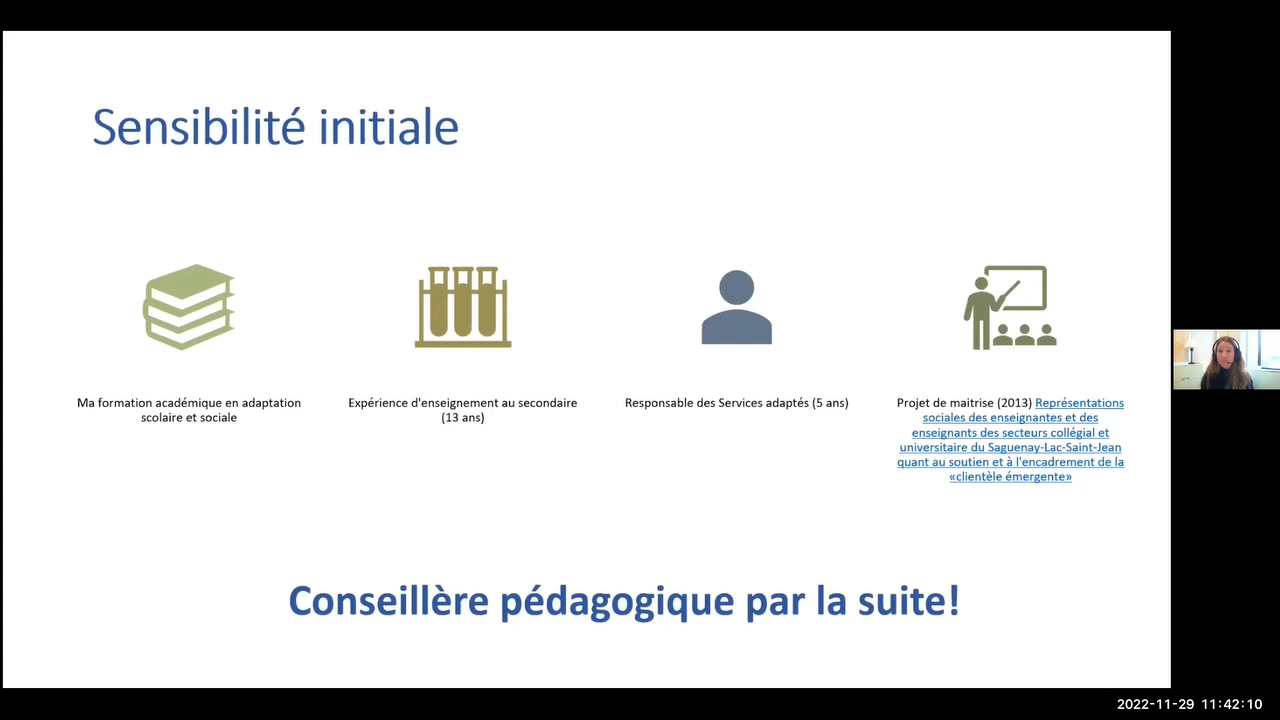 Sensibilité initiale
Ma formation académique en adaptation
scolaire et sociale
Expérience d'enseignement au secondaire
(13 ans)
Responsable des Services adaptés (5 ans)
Projet de maitrise (2013) Représentations
sociales des enseignantes et des
enseignants des secteurs collégial et
universitaire du Saguenay-Lac-Saint-Jean
quant au soutien et à l'encadrement de la
«clientèle émergente»
Conseillère pédagogique par la suite!
2022-11-29 11:42:10